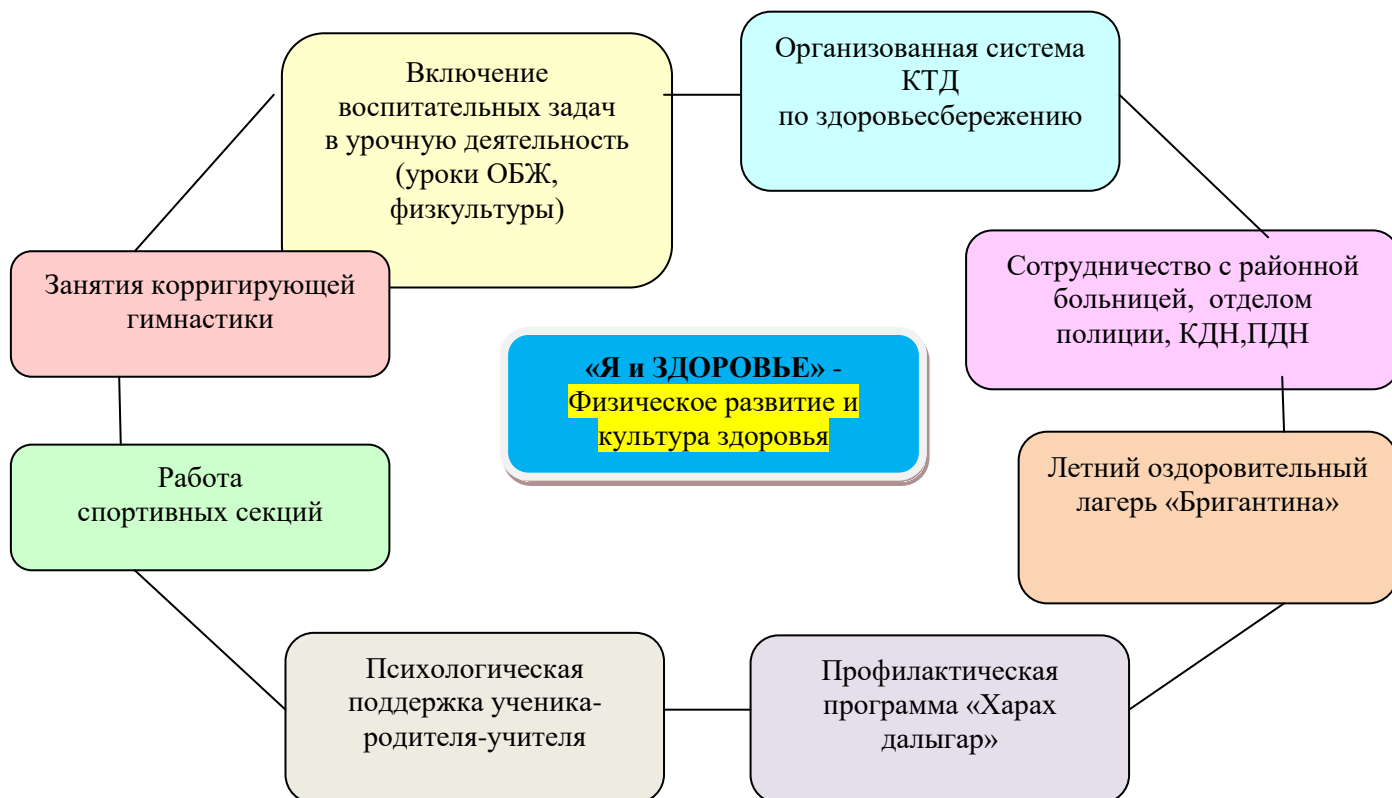 Включение
воспитательных задач
в урочную деятельность
(уроки ОБЖ,
физкультуры)
Организованная система
КТД
по здоровьесбережению
Занятия корригирующей
гимнастики
Сотрудничество с районной
больницей, отделом
полиции, КДН,ПДН
«Я и ЗДОРОВЬЕ» -
Физическое развитие и
культура здоровья
Работа
спортивных секций
Летний оздоровительный
лагерь «Бригантина»
Психологическая
поддержка ученика-
родителя-учителя
Профилактическая
программа «Харах
далыгар»